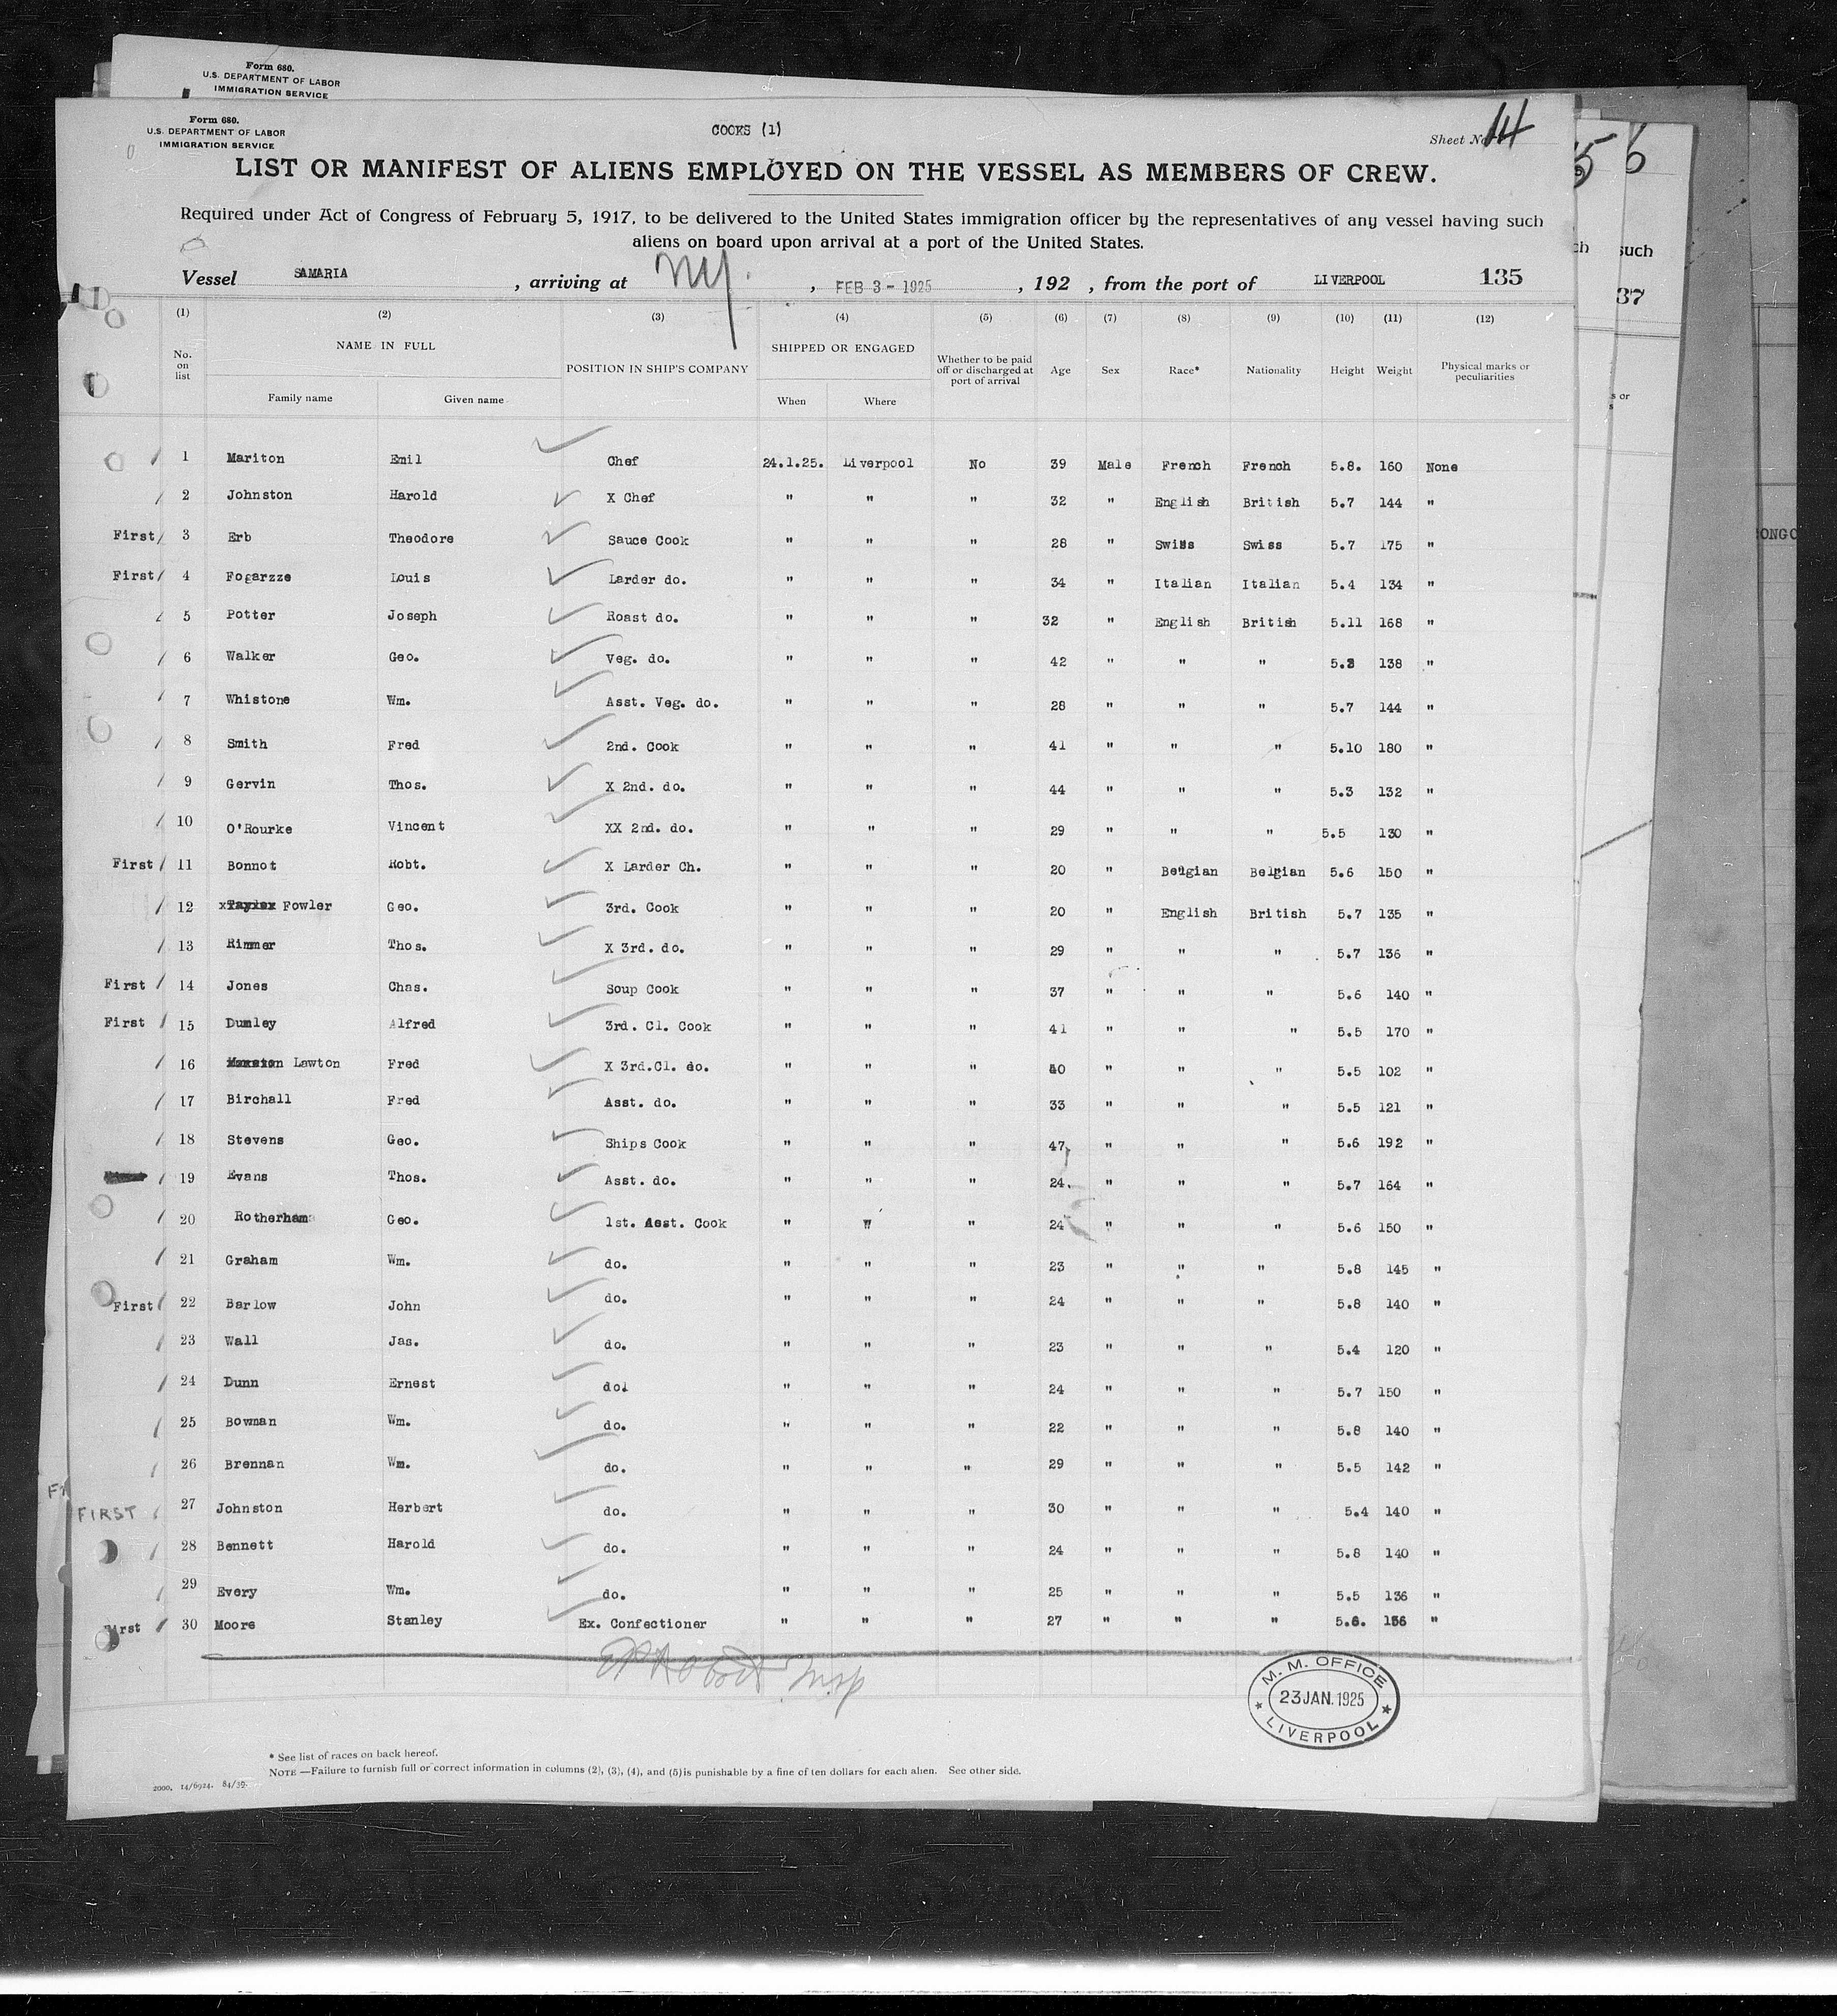 Form 680.
U.S. DEPARTMENT OF LABOR
IMMIGRATION SERVICE
Form 680.
U.S. DEPARTMENT OF LABOR
IMMIGRATION SERVICE
COOKS (1)
Sheet No. 14
LIST OR MANIFEST OF ALIENS EMPLOYED ON THE VESSEL AS MEMBERS OF CREW.
Required under Act of Congress of February 5, 1917, to be delivered to the United States immigration officer by the representatives of any vessel having such
aliens on board upon arrival at a port of the United States.
Vessel SAMARIA, arriving at NY., FEB 3 - 1925, 192 , from the port of LIVERPOOL 135
(1) (2) (3) (4) (5) (6) (7) (8) (9) (10) (11) (12)
No. on list NAME IN FULL Family name Given name POSITION IN SHIP'S COMPANY SHIPPED OR ENGAGED When Where Whether to be paid off or discharged at port of arrival Age Sex Race* Nationality Height Weight Physical marks or peculiarities
1 Mariton Emil Chef 24.1.25. Liverpool No 39 Male French French 5.8. 160 None
2 Johnston Harold X Chef " " " 32 " English British 5.7 144 "
First 3 Erb Theodore Sauce Cook " " " 28 " Swiss Swiss 5.7 175 "
First 4 Fogarzze Louis Larder do. " " " 34 " Italian Italian 5.4 134 "
5 Potter Joseph Roast do. " " " 32 " English British 5.11 168 "
6 Walker Geo. Veg. do. " " " 42 " " " 138 "
7 Whistone Wm. Asst. Veg. do. " " " 28 " " " 5.7 144 "
8 Smith Fred 2nd. Cook " " " 41 " " " 5.10 180 "
9 Gervin Thos. X 2nd. do. " " " 44 " " " 5.3 132 "
10 O'Rourke Vincent XX 2nd. do. " " " 29 " " " 5.5 130 "
First 11 Bonnot Robt. X Larder Ch. " " " 20 " Belgian Belgian 5.6 150 "
12 Fowler Geo. 3rd. Cook " " " 20 " English British 5.7 135 "
13 Rimmer Thos. X 3rd. do. " " " 29 " " " 5.7 136 "
First 14 Jones Chas. Soup Cook " " " 37 " " " 5.6 140 "
First 15 Dumley Alfred 3rd. Cl. Cook " " " 41 " " " 5.5 170 "
16 Lawton Fred X 3rd.Cl. do. " " " 40 " " " 5.5 102 "
17 Birchall Fred Asst. do. " " " 33 " " " 5.5 121 "
18 Stevens Geo. Ships Cook " " " 47 " " " 5.6 192 "
19 Evans Thos. Asst. do. " " " 24. " " " 5.7 164 "
20 Rotherham Geo. 1st. Asst. Cook " " " 24 " " " 5.6 150 "
21 Graham Wm. do. " " " 23 " " " 5.8 145 "
First 22 Barlow John do. " " " 24 " " " 5.8 140 "
23 Wall Jas. do. " " " 23 " " " 5.4 120 "
24 Dunn Ernest do. " " " 24 " " " 5.7 150 "
25 Bowman Wm. do. " " " 22 " " " 5.8 140 "
26 Brennan Wm. do. " " " 29 " " " 5.5 142 "
FIRST 27 Johnston Herbert do. " " " 30 " " " 5.4 140 "
28 Bennett Harold do. " " " 24 " " " 5.8 140 "
29 Every Wm. do. " " " 25 " " " 5.5 136 "
First 30 Moore Stanley Ex. Confectioner " " " 27 " " " 5.6. 156 "
Insp
M. M. OFFICE
23 JAN. 1925
LIVERPOOL
* See list of races on back hereof.
NOTE —Failure to furnish full or correct information in columns (2), (3), (4), and (5) is punishable by a fine of ten dollars for each alien. See other side.
2000, 14/6924.
such
37